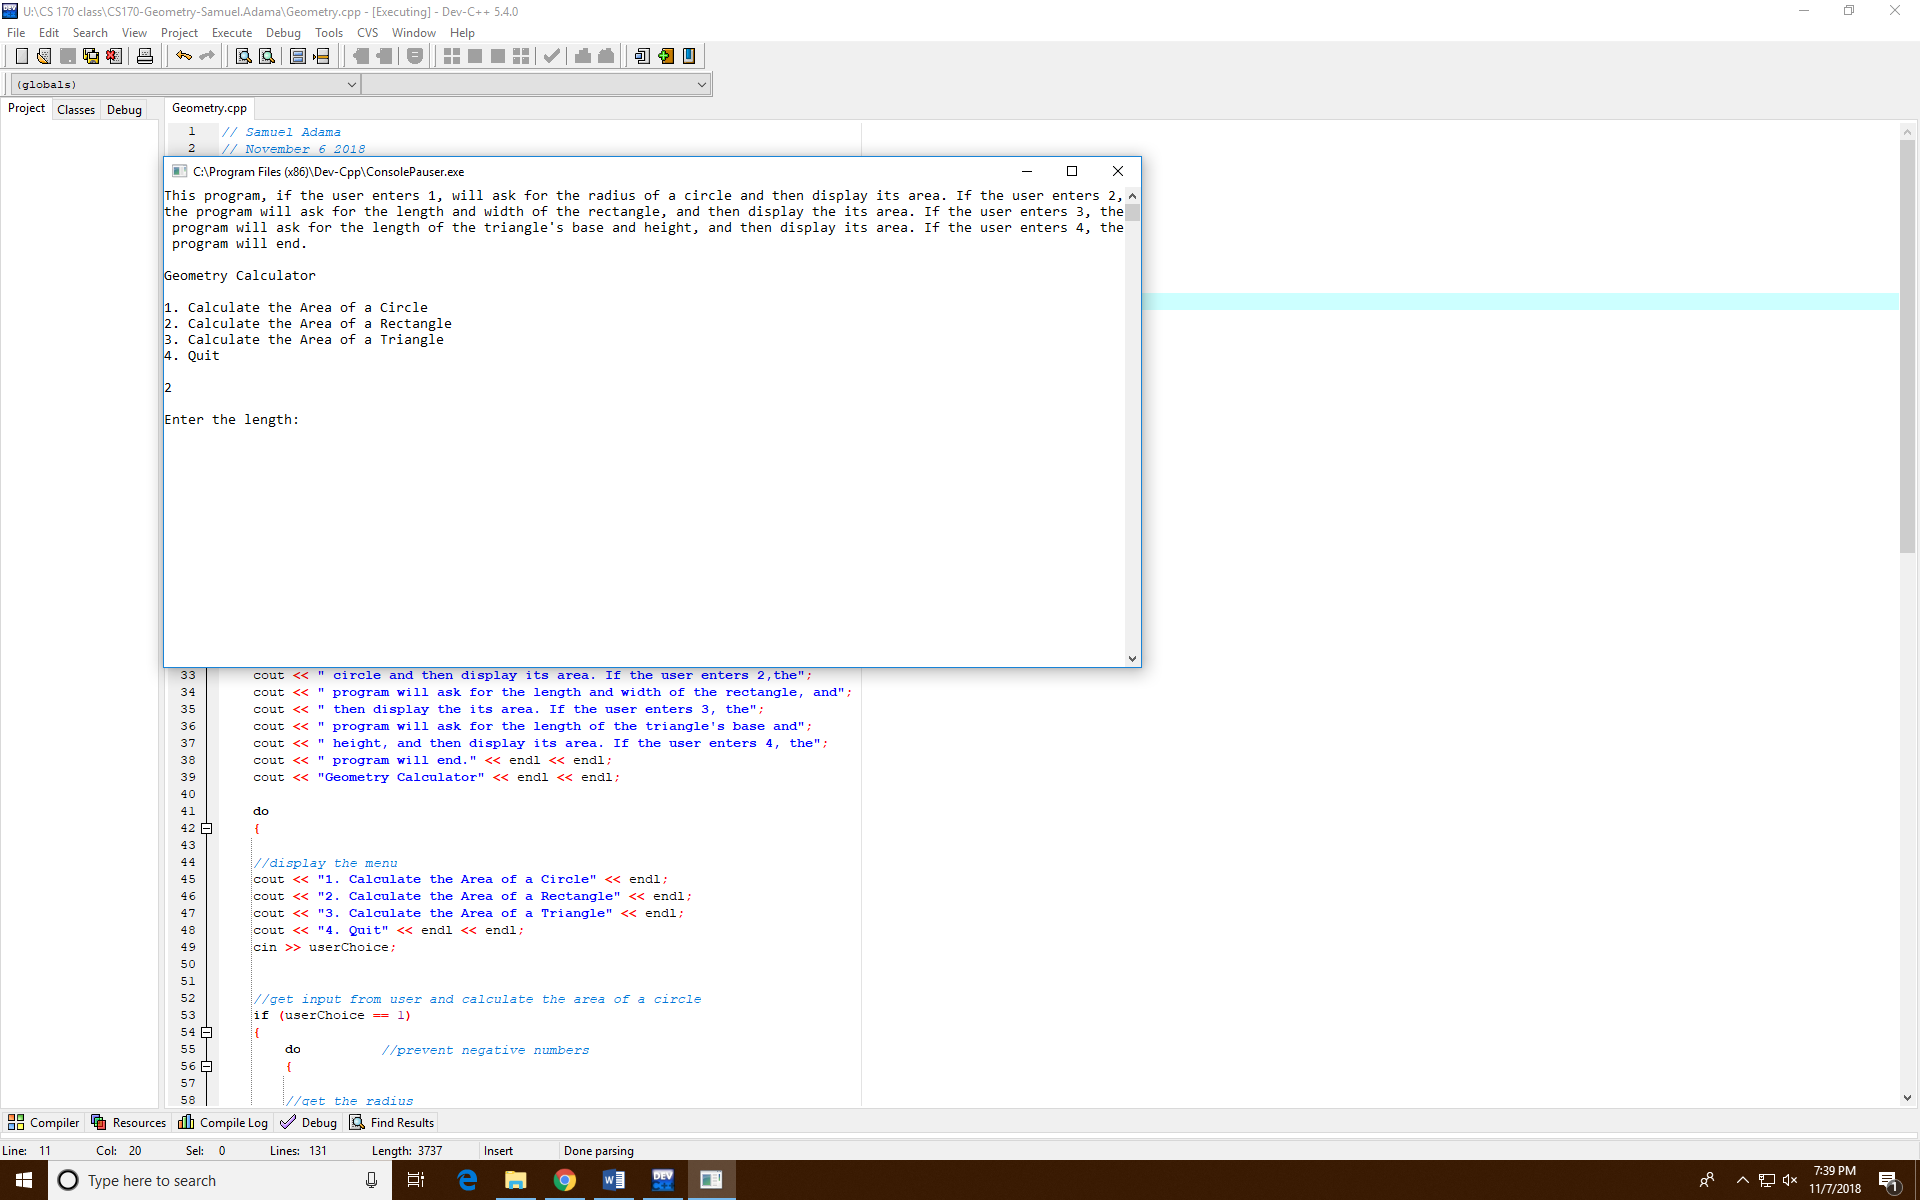 U:\CS 170 class\CS170-Geometry-Samuel.Adama\Geometry.cpp - [Executing] - Dev-C++ 5.4.0
File Edit Search View Project Execute Debug Tools CVS Window Help
(globals)
Project Classes Debug Geometry.cpp
1 // Samuel Adama
2 // November 6 2018
C:\Program Files (x86)\Dev-Cpp\ConsolePauser.exe
This program, if the user enters 1, will ask for the radius of a circle and then display its area. If the user enters 2,
the program will ask for the length and width of the rectangle, and then display the its area. If the user enters 3, the
program will ask for the length of the triangle's base and height, and then display its area. If the user enters 4, the
program will end.
Geometry Calculator
1. Calculate the Area of a Circle
2. Calculate the Area of a Rectangle
3. Calculate the Area of a Triangle
4. Quit
2
Enter the length:
33 cout << " circle and then display its area. If the user enters 2,the";
34 cout << " program will ask for the length and width of the rectangle, and";
35 cout << " then display the its area. If the user enters 3, the";
36 cout << " program will ask for the length of the triangle's base and";
37 cout << " height, and then display its area. If the user enters 4, the";
38 cout << " program will end." << endl << endl;
39 cout << "Geometry Calculator" << endl << endl;
40
41 do
42 {
43
44 //display the menu
45 cout << "1. Calculate the Area of a Circle" << endl;
46 cout << "2. Calculate the Area of a Rectangle" << endl;
47 cout << "3. Calculate the Area of a Triangle" << endl;
48 cout << "4. Quit" << endl << endl;
49 cin >> userChoice;
50
51
52 //get input from user and calculate the area of a circle
53 if (userChoice == 1)
54 {
55 do //prevent negative numbers
56 {
57
58 //get the radius
Compiler Resources Compile Log Debug Find Results
Line: 11 Col: 20 Sel: 0 Lines: 131 Length: 3737 Insert Done parsing
Type here to search
DEV
7:39 PM
11/7/2018
1